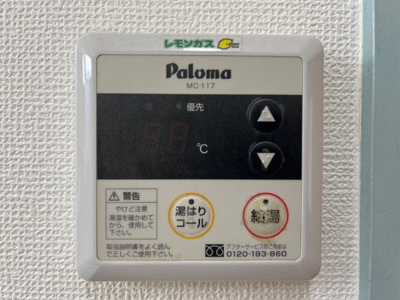 レモンガス
Paloma
MC-117
優先
℃
警告
やけど注意
湯温を確かめて
から、使用して
下さい。
湯はり
コール
給湯
取扱説明書をよく読んで
正しくご使用下さい。
アフターサービスのご用命は
0120-193-860